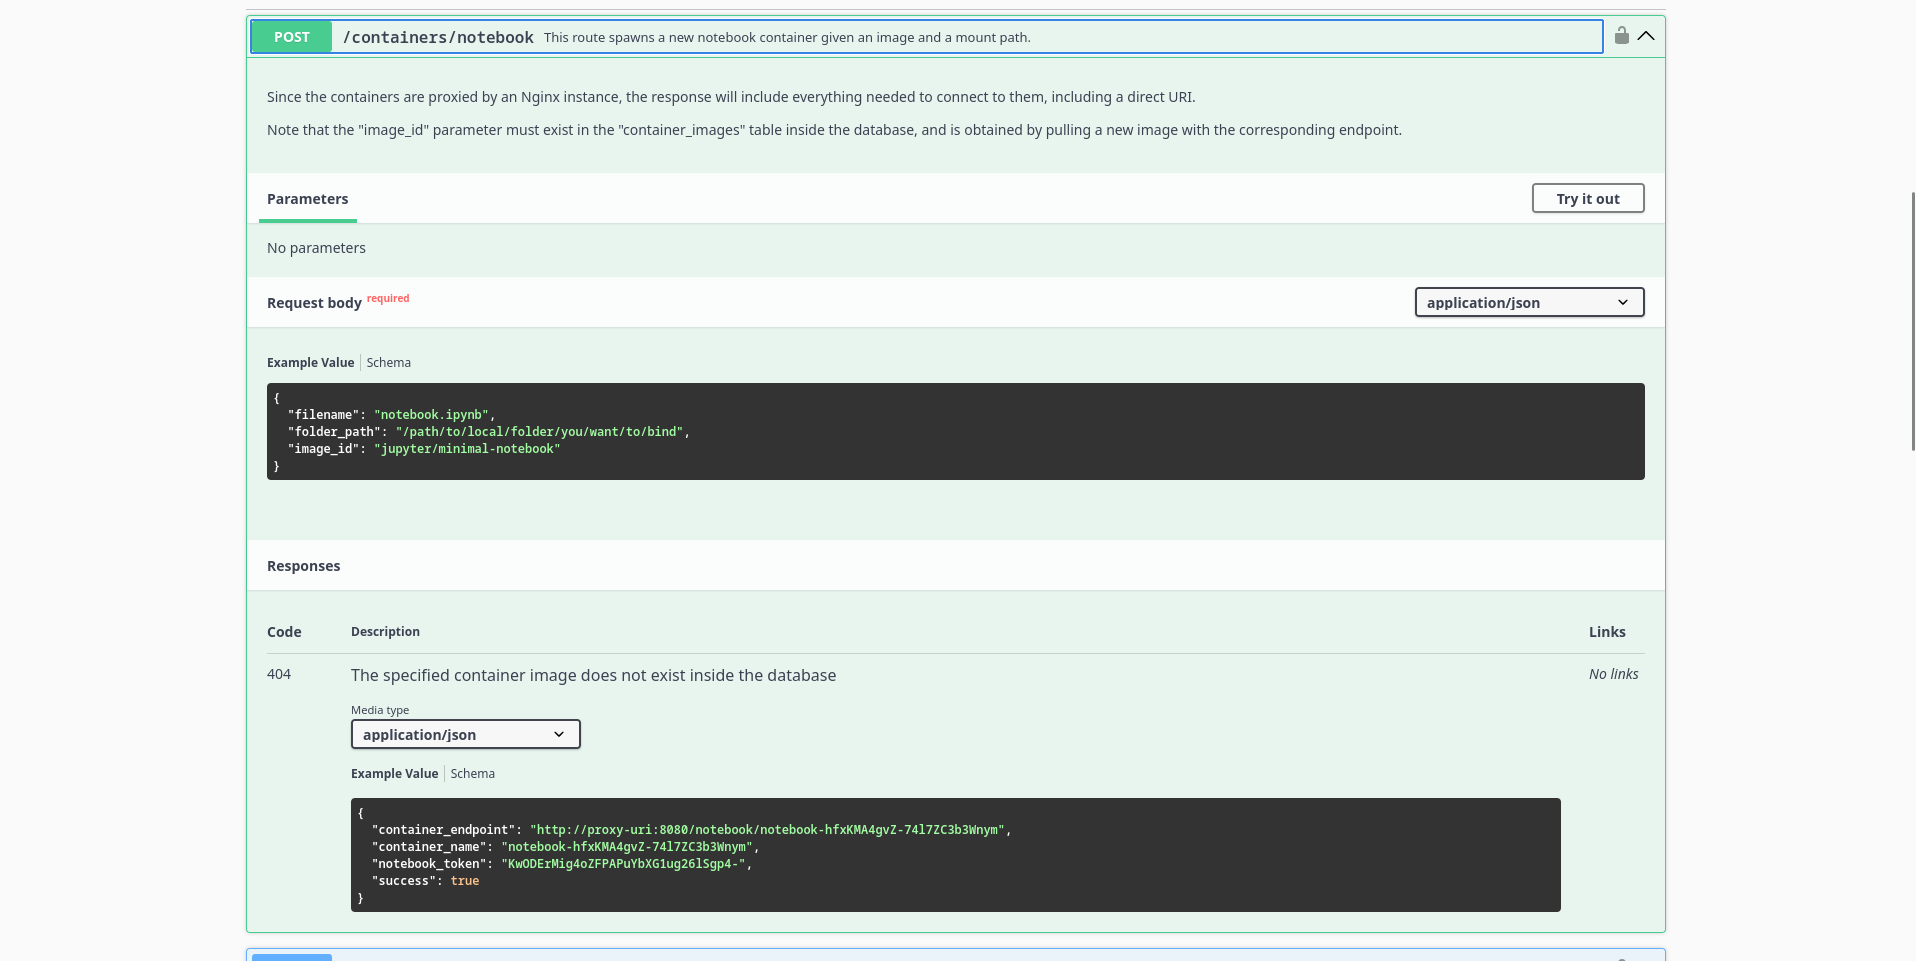 POST /containers/notebook This route spawns a new notebook container given an image and a mount path.
Since the containers are proxied by an Nginx instance, the response will include everything needed to connect to them, including a direct URI.
Note that the "image_id" parameter must exist in the "container_images" table inside the database, and is obtained by pulling a new image with the corresponding endpoint.
Parameters
Try it out
No parameters
Request body required
application/json
Example Value Schema
{
  "filename": "notebook.ipynb",
  "folder_path": "/path/to/local/folder/you/want/to/bind",
  "image_id": "jupyter/minimal-notebook"
}
Responses
Code Description Links
404 The specified container image does not exist inside the database No links
Media type
application/json
Example Value Schema
{
  "container_endpoint": "http://proxy-uri:8080/notebook/notebook-hfxKMA4gvZ-74l7ZC3b3Wnym",
  "container_name": "notebook-hfxKMA4gvZ-74l7ZC3b3Wnym",
  "notebook_token": "KwODErMig4oZFPAPuYbXG1ug26lSgp4-",
  "success": true
}